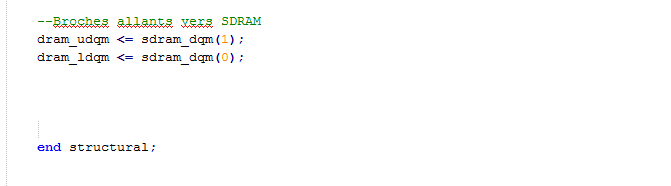 --Broches allants vers SDRAM
dram_udqm <= sdram_dqm(1);
dram_ldqm <= sdram_dqm(0);
end structural;